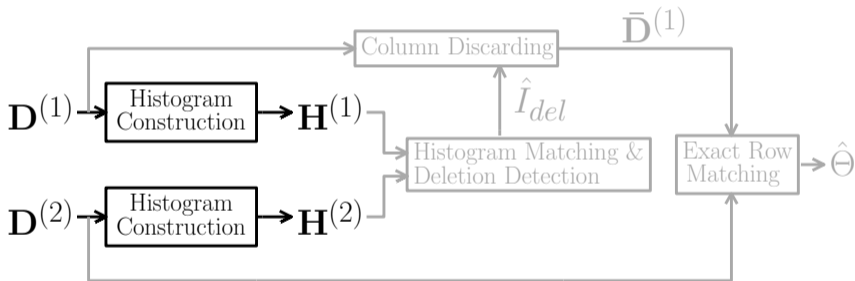 Column Discarding
D̄^(1)
D^(1)
Histogram
Construction
H^(1)
Î_del
Histogram Matching &
Deletion Detection
Exact Row
Matching
Θ̂
D^(2)
Histogram
Construction
H^(2)